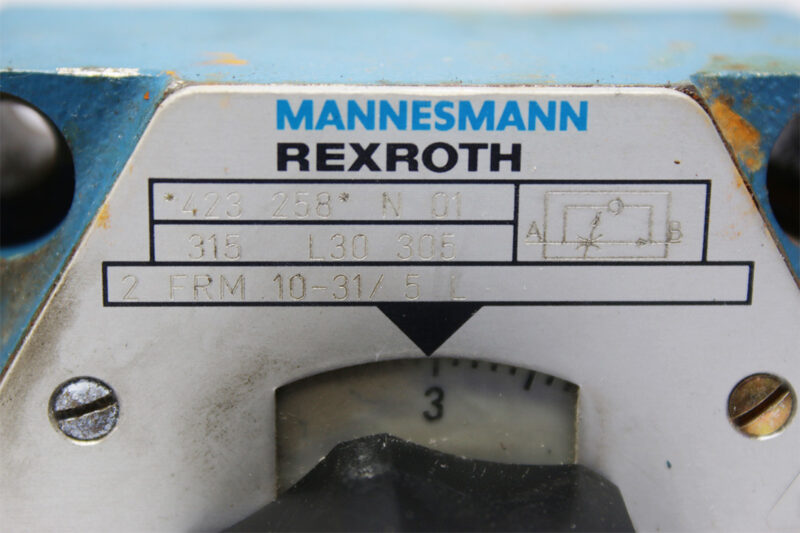 MANNESMANN
REXROTH
*423 258* N 01
315 L30 305
A B
2 FRM 10-31/ 5 L
3